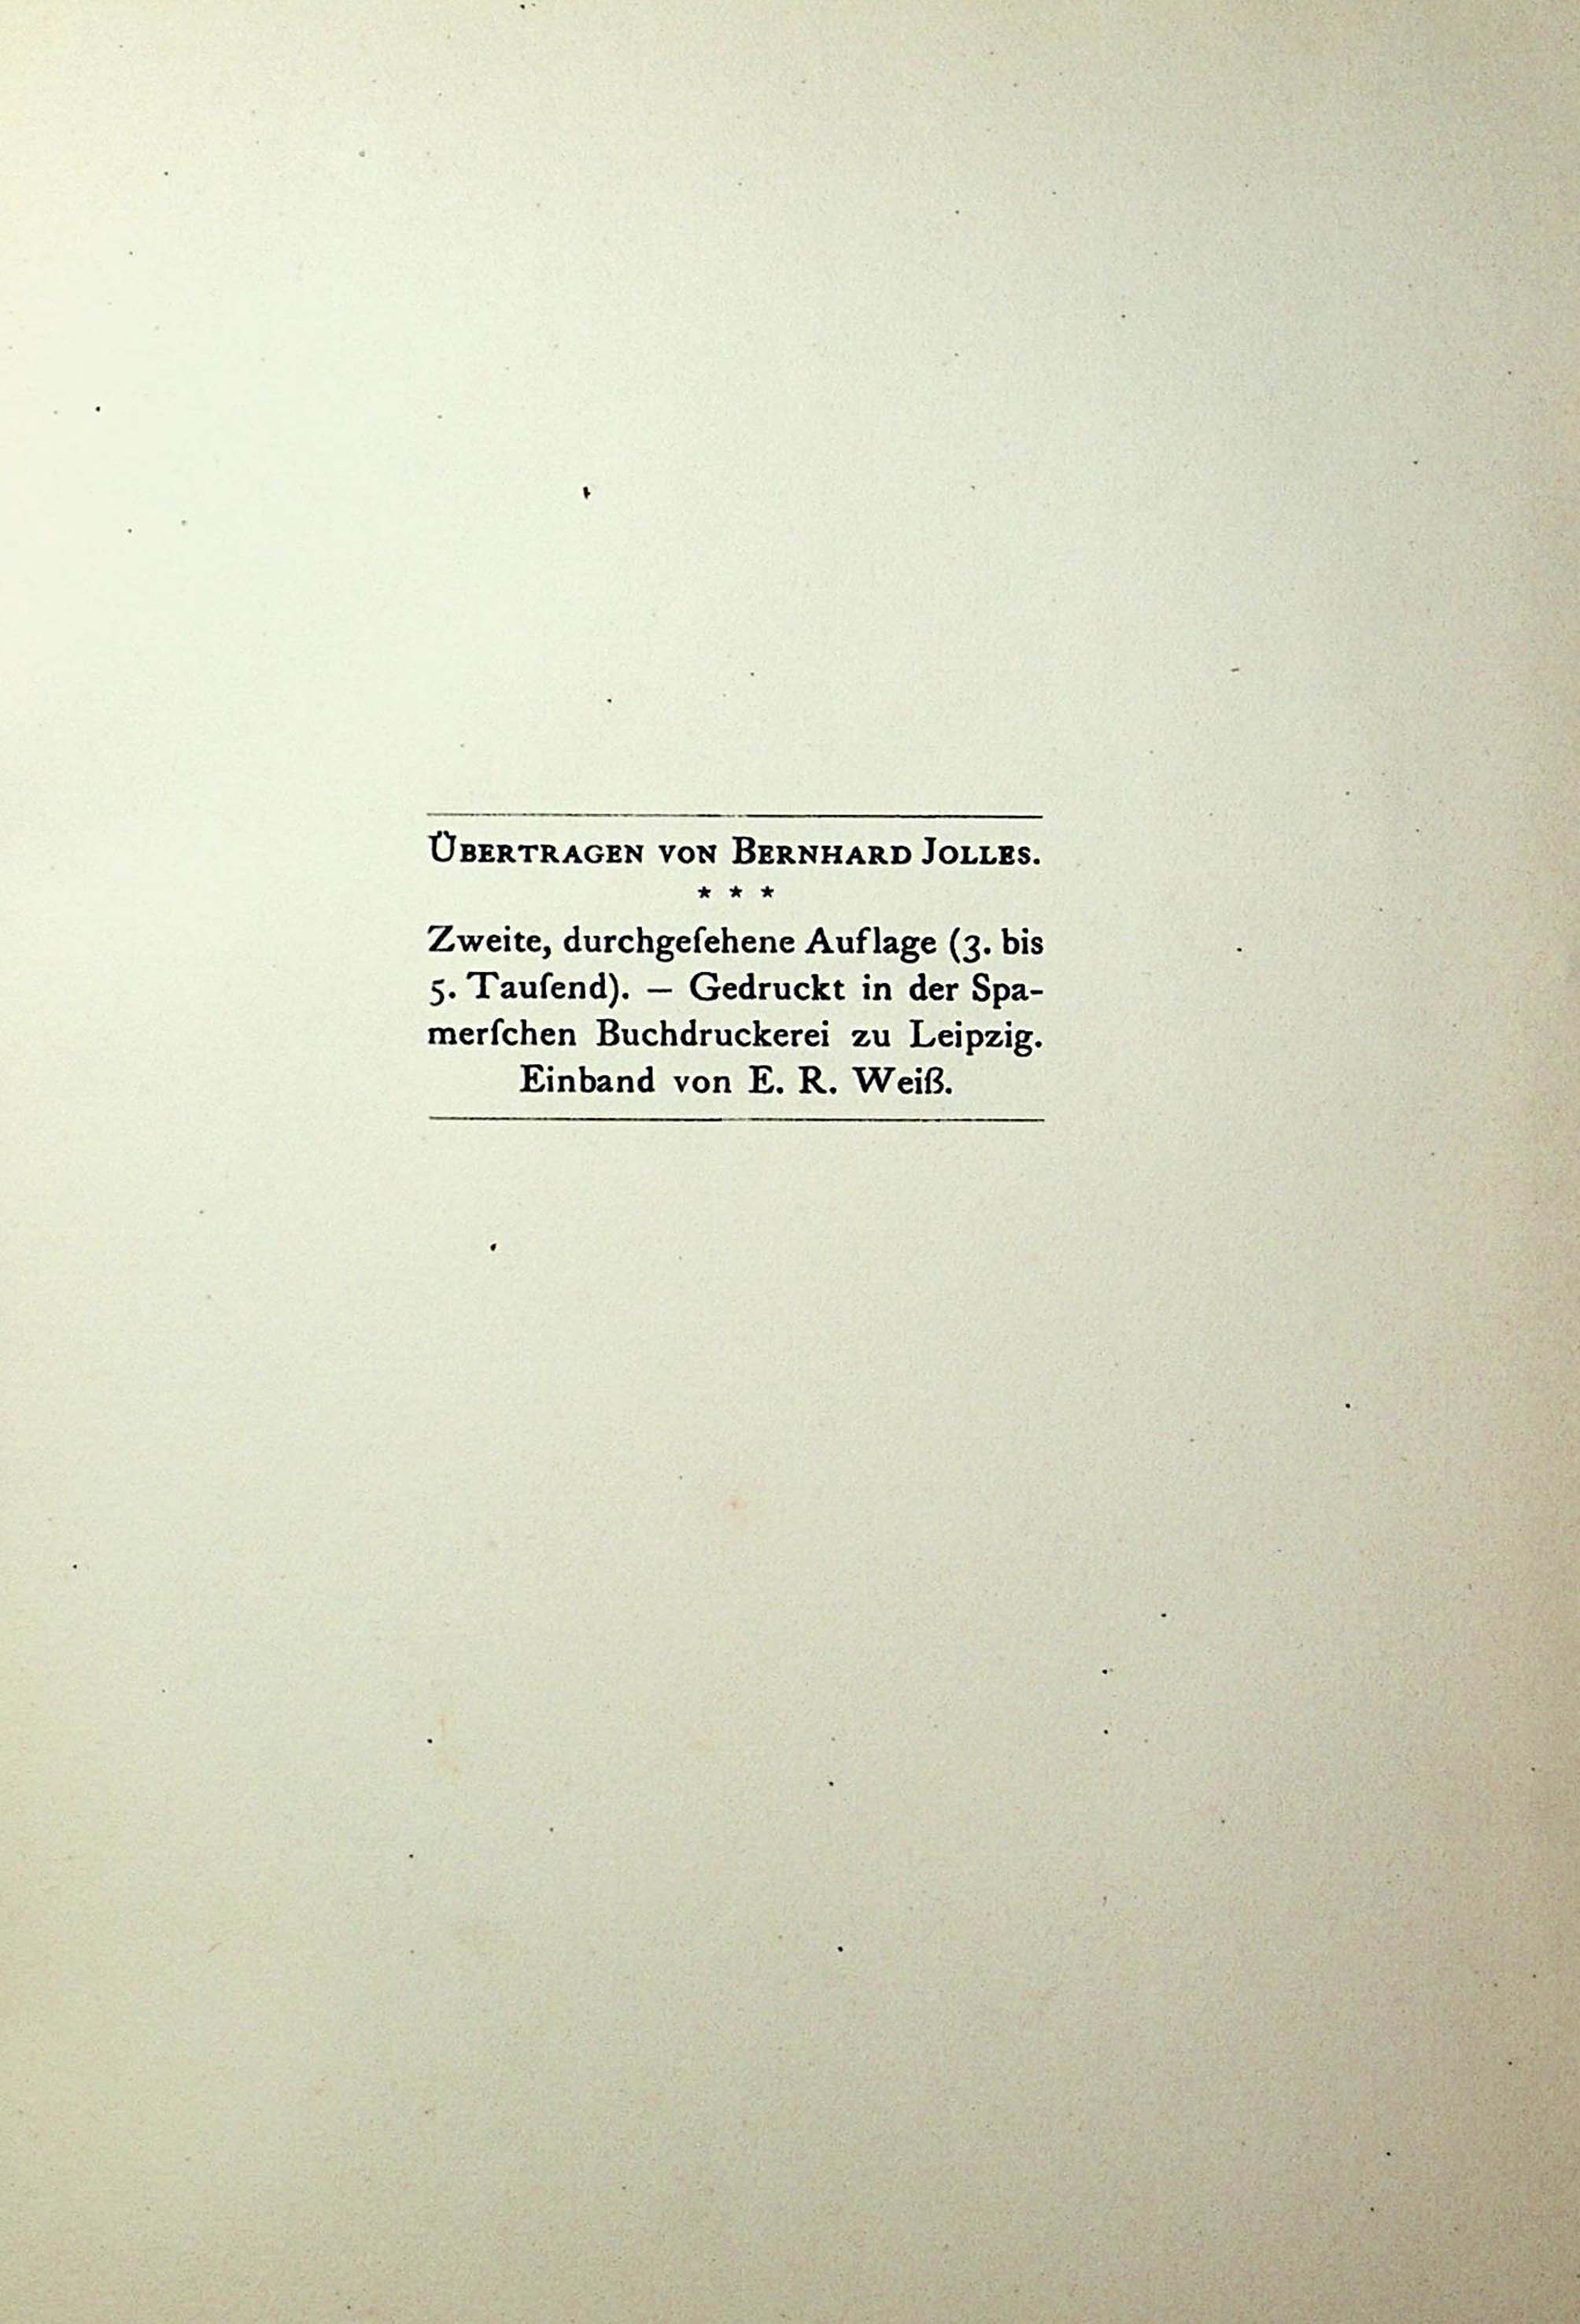 Übertragen von Bernhard Jolles.
* * *
Zweite, durchgeſehene Auflage (3. bis
5. Tauſend). — Gedruckt in der Spa-
merſchen Buchdruckerei zu Leipzig.
Einband von E. R. Weiß.